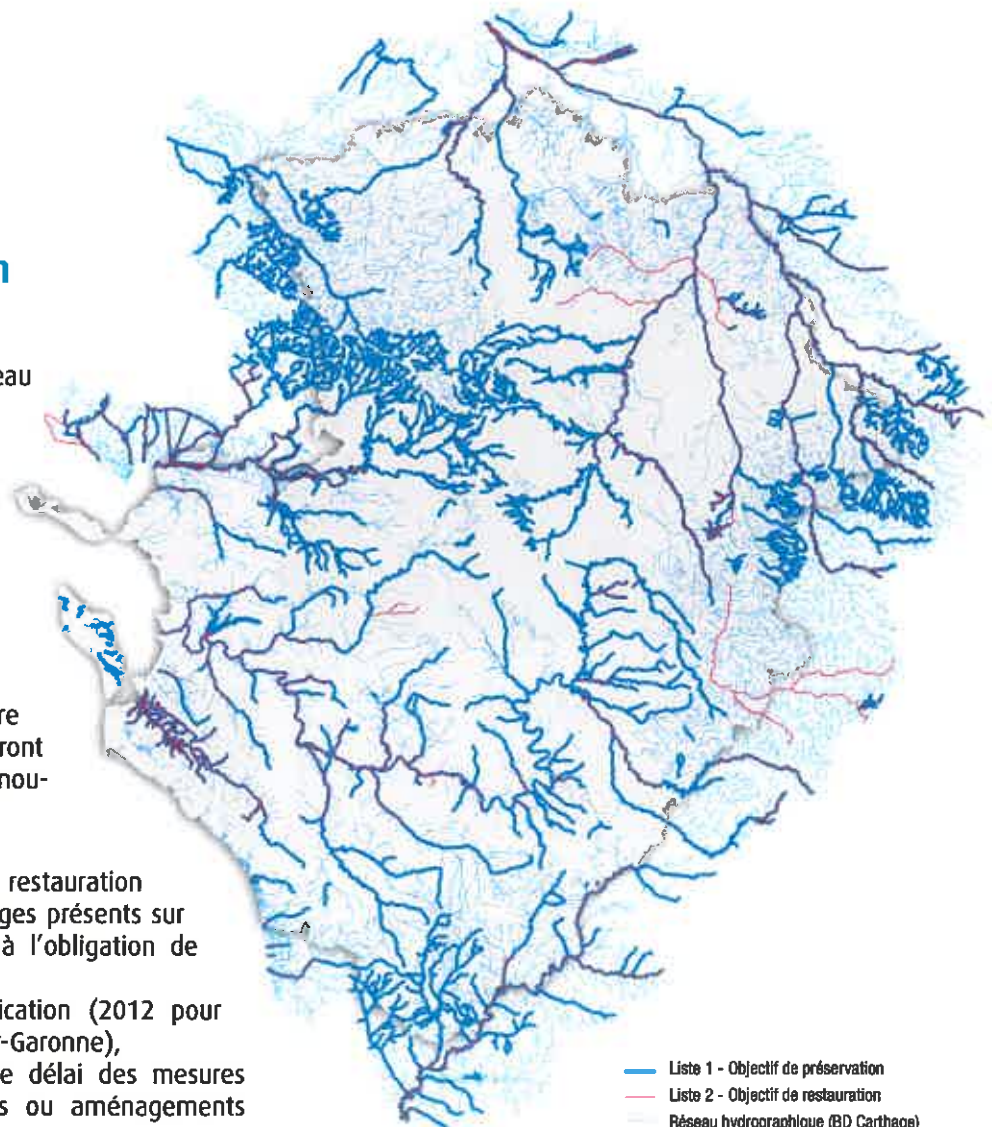 n
eau
re
ront
nou-
restauration
ges présents sur
à l'obligation de
ication (2012 pour
r-Garonne),
e délai des mesures
s ou aménagements
Liste 1 - Objectif de préservation
Liste 2 - Objectif de restauration
Réseau hydrographique (BD Carthage)